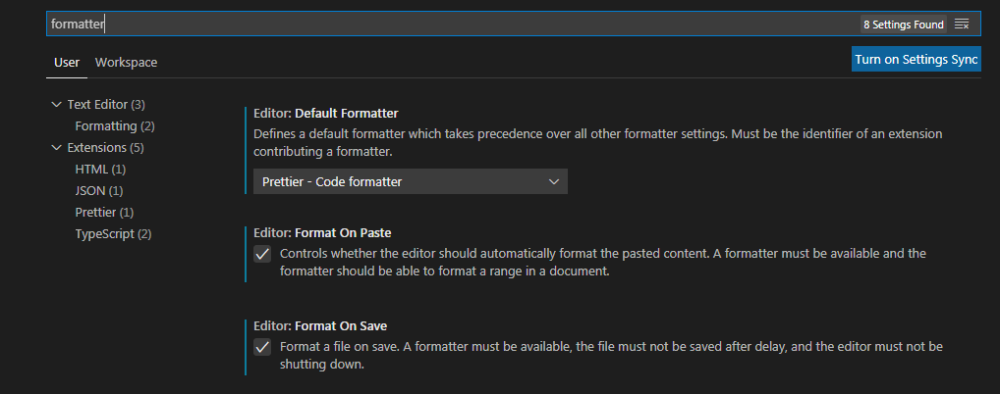 formatter
8 Settings Found
User
Workspace
Turn on Settings Sync
Text Editor (3)
Formatting (2)
Extensions (5)
HTML (1)
JSON (1)
Prettier (1)
TypeScript (2)
Editor: Default Formatter
Defines a default formatter which takes precedence over all other formatter settings. Must be the identifier of an extension
contributing a formatter.
Prettier - Code formatter
Editor: Format On Paste
Controls whether the editor should automatically format the pasted content. A formatter must be available and the
formatter should be able to format a range in a document.
Editor: Format On Save
Format a file on save. A formatter must be available, the file must not be saved after delay, and the editor must not be
shutting down.